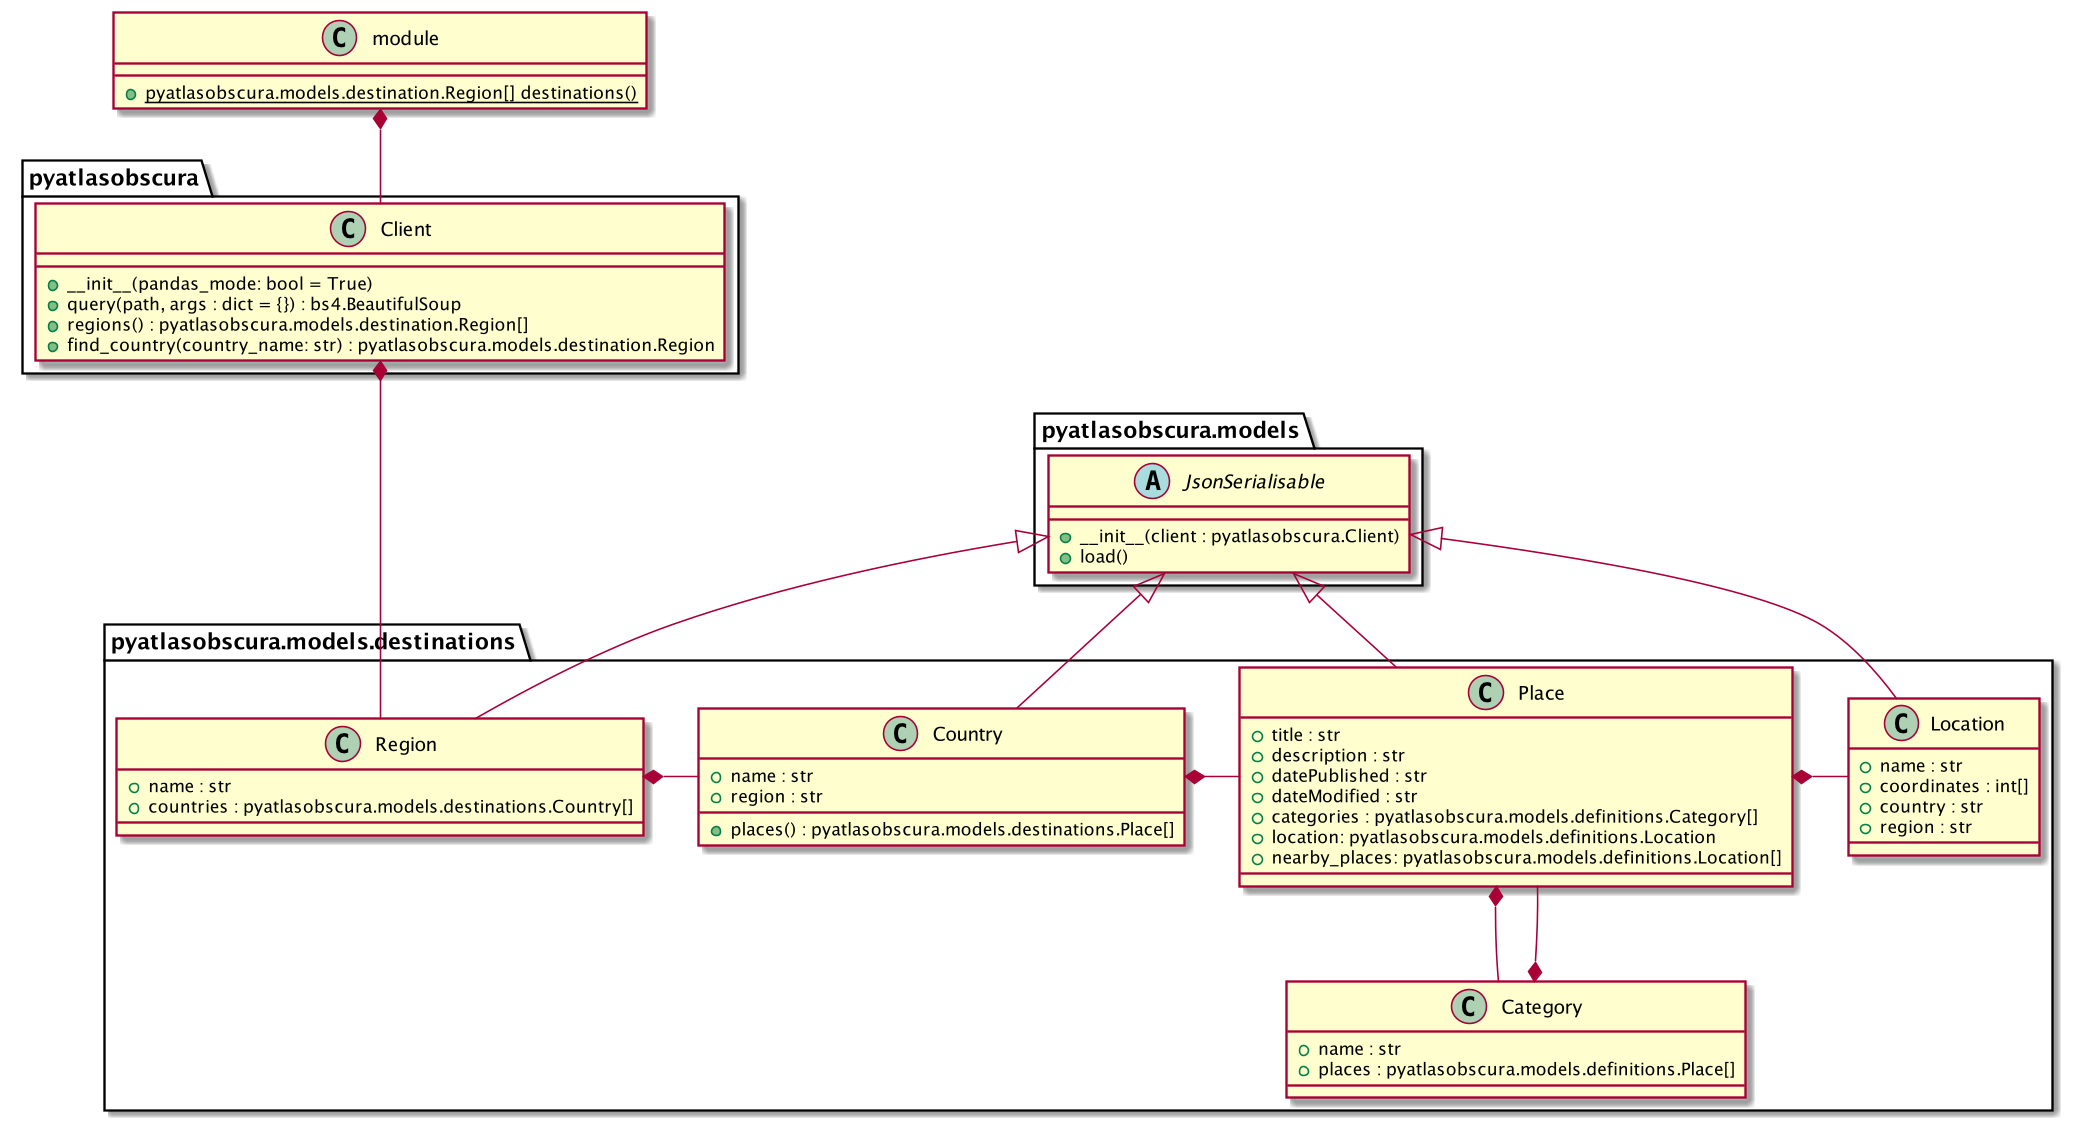 C module
pyatlasobscura.models.destination.Region[] destinations()
pyatlasobscura
C Client
__init__(pandas_mode: bool = True)
query(path, args : dict = {}) : bs4.BeautifulSoup
regions() : pyatlasobscura.models.destination.Region[]
find_country(country_name: str) : pyatlasobscura.models.destination.Region
pyatlasobscura.models
A JsonSerialisable
__init__(client : pyatlasobscura.Client)
load()
pyatlasobscura.models.destinations
C Region
name : str
countries : pyatlasobscura.models.destinations.Country[]
C Country
name : str
region : str
places() : pyatlasobscura.models.destinations.Place[]
C Place
title : str
description : str
datePublished : str
dateModified : str
categories : pyatlasobscura.models.definitions.Category[]
location: pyatlasobscura.models.definitions.Location
nearby_places: pyatlasobscura.models.definitions.Location[]
C Location
name : str
coordinates : int[]
country : str
region : str
C Category
name : str
places : pyatlasobscura.models.definitions.Place[]